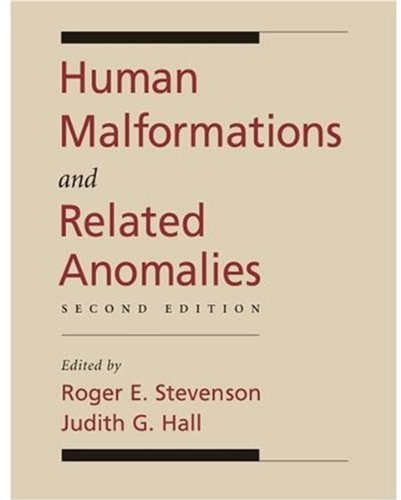 Human
Malformations
and
Related
Anomalies
SECOND EDITION
Edited by
Roger E. Stevenson
Judith G. Hall